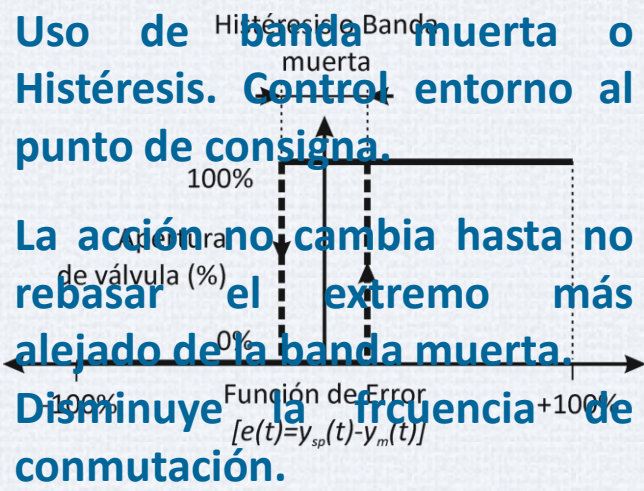 Uso de banda muerta o
Histéresis. Control entorno al
punto de consigna.
La acción no cambia hasta no
rebasar el extremo más
alejado de la banda muerta.
Disminuye la frcuencia de
conmutación.
Histéresis o Banda
muerta
100%
Apertura
de válvula (%)
0%
-100%
Función de Error
+100%
[e(t)=y_sp(t)-y_m(t)]